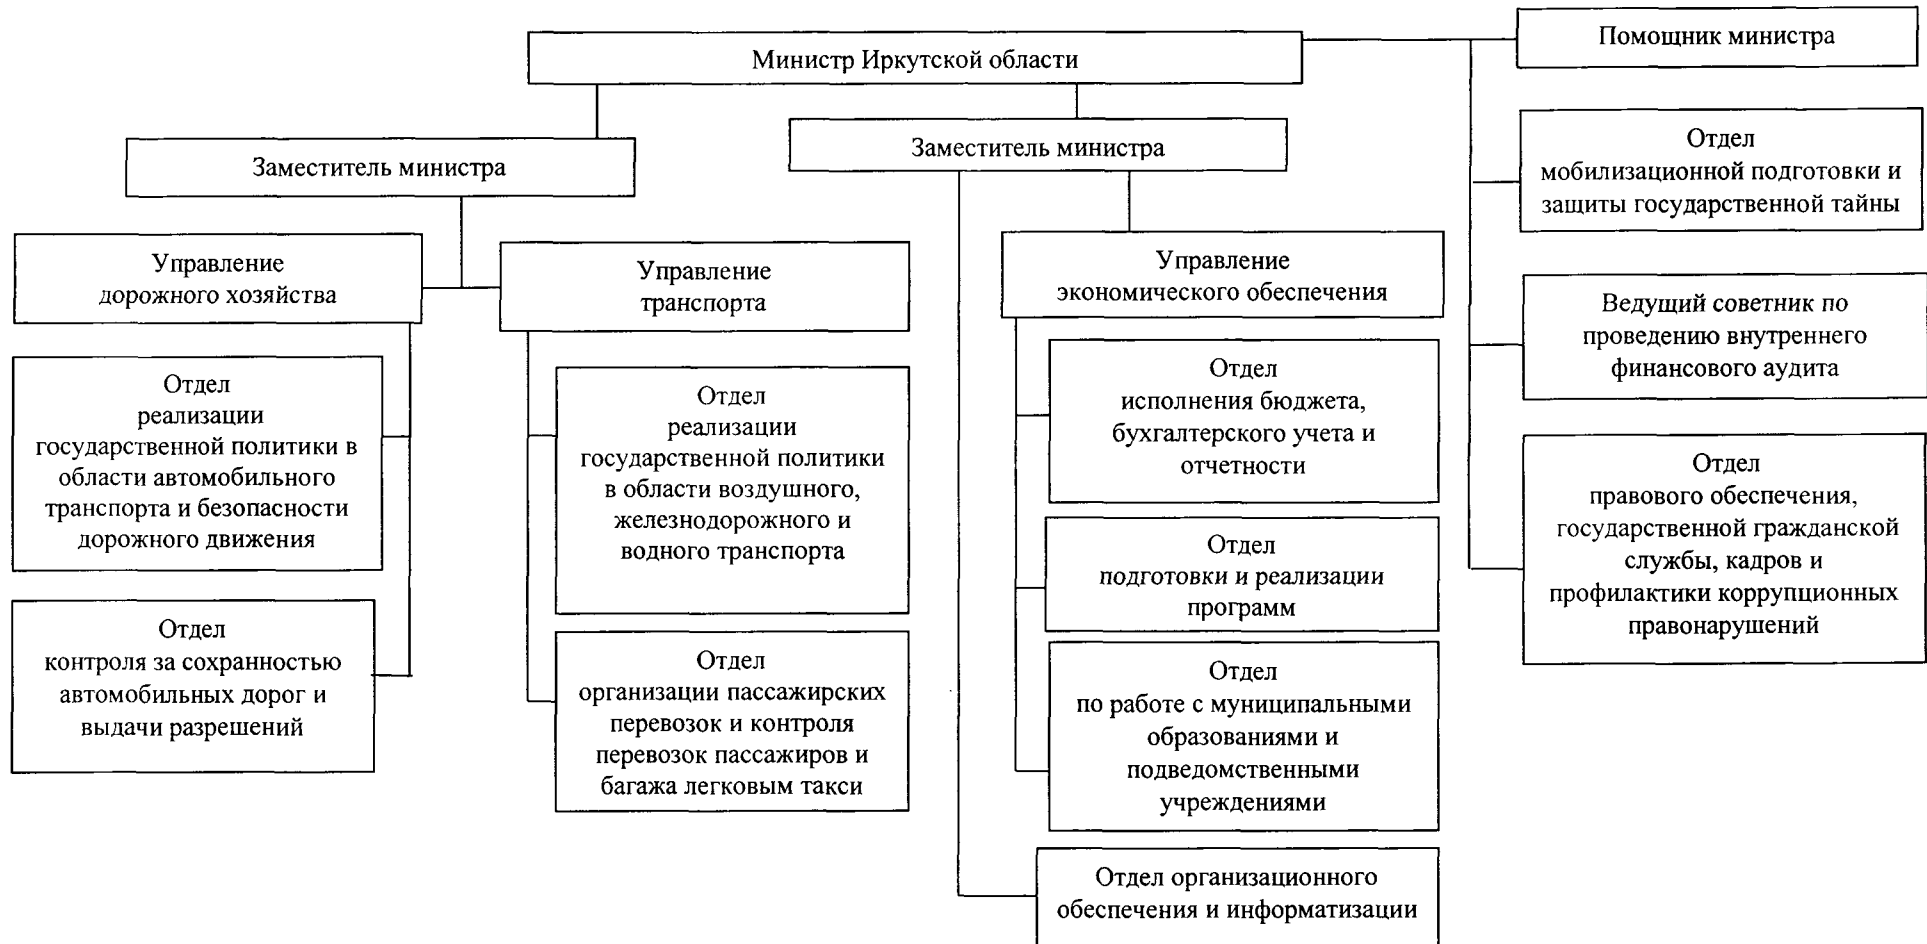 Министр Иркутской области
Помощник министра
Заместитель министра
Заместитель министра
Отдел
мобилизационной подготовки и
защиты государственной тайны
Управление
дорожного хозяйства
Управление
транспорта
Управление
экономического обеспечения
Ведущий советник по
проведению внутреннего
финансового аудита
Отдел
реализации
государственной политики в
области автомобильного
транспорта и безопасности
дорожного движения
Отдел
реализации
государственной политики
в области воздушного,
железнодорожного и
водного транспорта
Отдел
исполнения бюджета,
бухгалтерского учета и
отчетности
Отдел
правового обеспечения,
государственной гражданской
службы, кадров и
профилактики коррупционных
правонарушений
Отдел
подготовки и реализации
программ
Отдел
контроля за сохранностью
автомобильных дорог и
выдачи разрешений
Отдел
организации пассажирских
перевозок и контроля
перевозок пассажиров и
багажа легковым такси
Отдел
по работе с муниципальными
образованиями и
подведомственными
учреждениями
Отдел организационного
обеспечения и информатизации